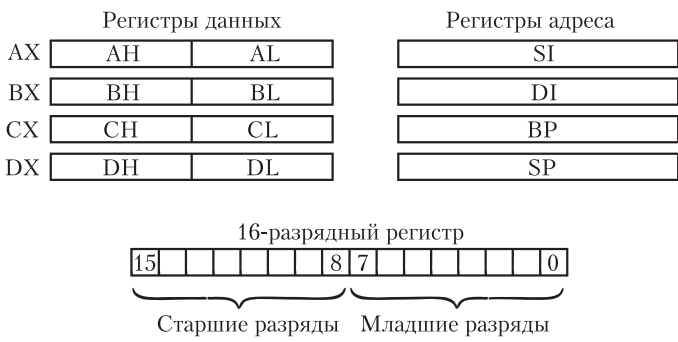 Регистры данных Регистры адреса
AX AH AL SI
BX BH BL DI
CX CH CL BP
DX DH DL SP
16-разрядный регистр
15 8 7 0
Старшие разряды Младшие разряды